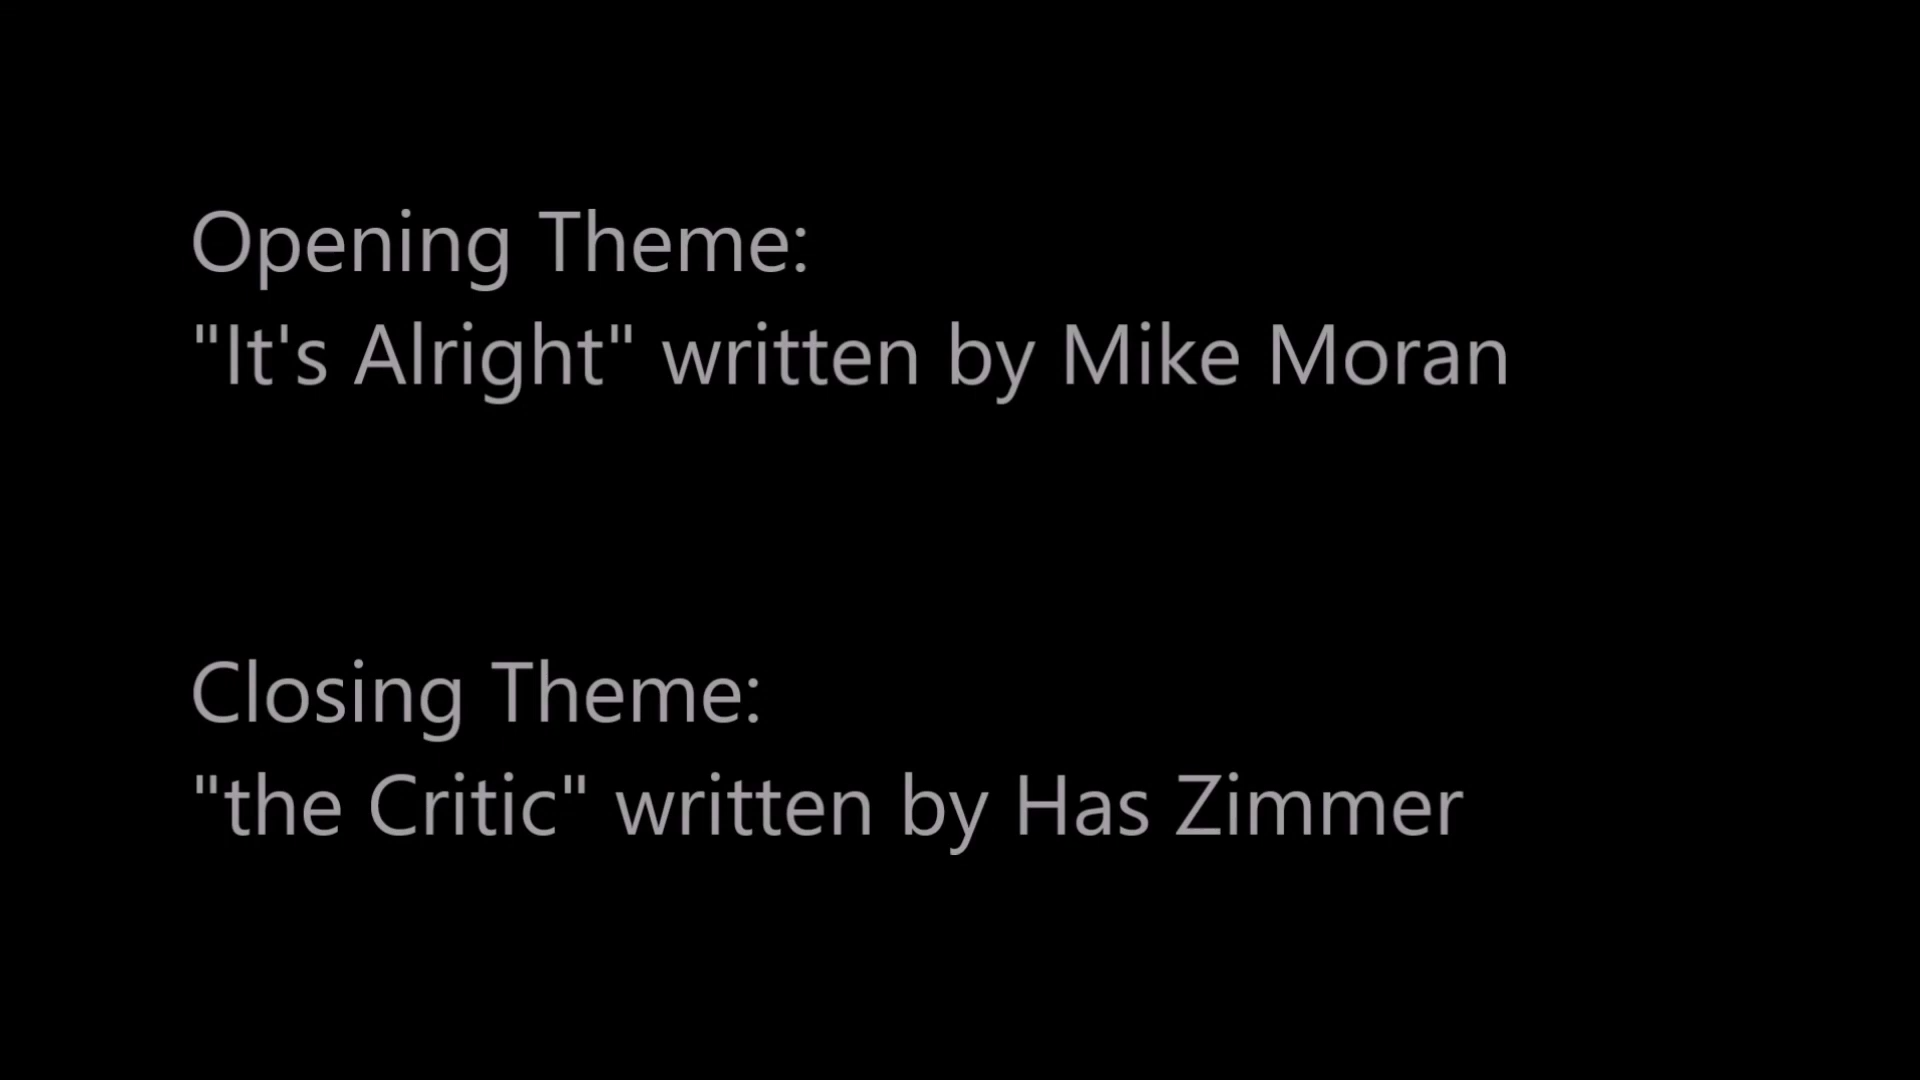 Opening Theme:
"It's Alright" written by Mike Moran
Closing Theme:
"the Critic" written by Has Zimmer